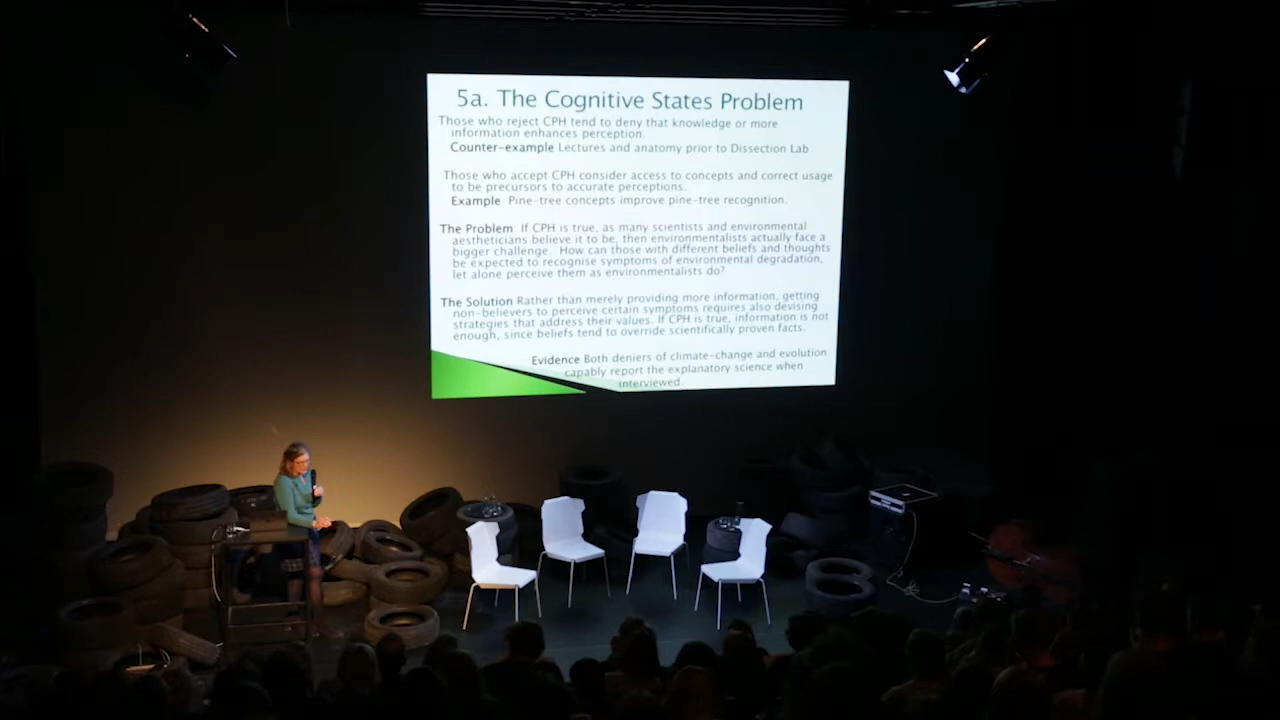 5a. The Cognitive States Problem
Those who reject CPH tend to deny that knowledge or more
information enhances perception.
Counter-example Lectures and anatomy prior to Dissection Lab
Those who accept CPH consider access to concepts and correct usage
to be precursors to accurate perceptions.
Example Pine-tree concepts improve pine-tree recognition.
The Problem: If CPH is true, as many scientists and environmental
aestheticians believe it to be, then environmentalists actually face a
bigger challenge. How can those with different beliefs and thoughts
be expected to recognise symptoms of environmental degradation,
let alone perceive them as environmentalists do?
The Solution Rather than merely providing more information, getting
non-believers to perceive certain symptoms requires also devising
strategies that address their values. If CPH is true, information is not
enough, since beliefs tend to override scientifically proven facts.
Evidence Both deniers of climate-change and evolution
capably report the explanatory science when
interviewed.